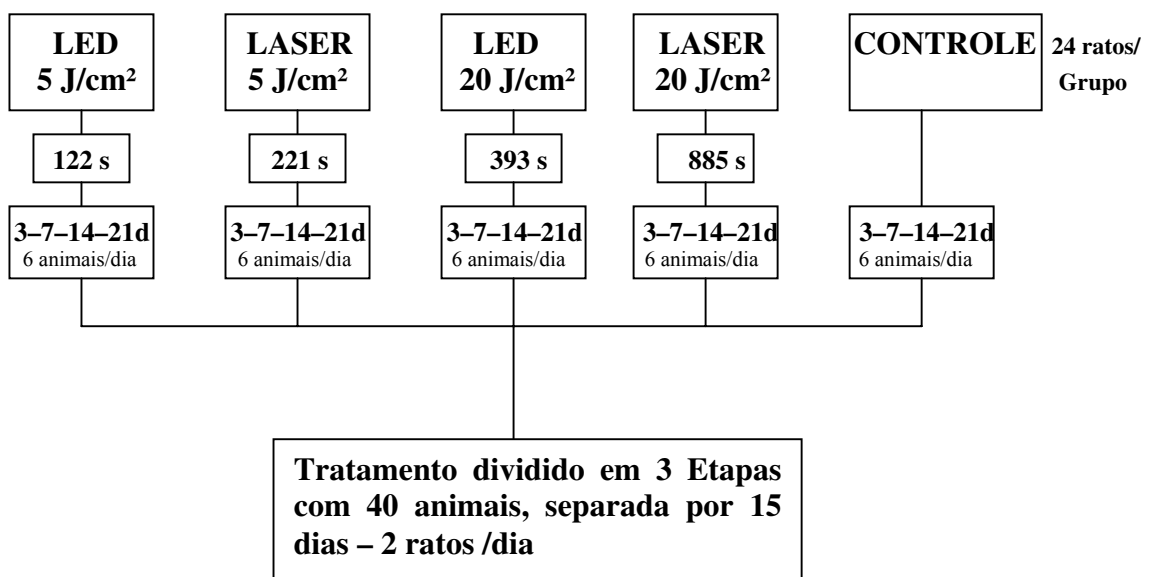 LED
5 J/cm²
LASER
5 J/cm²
LED
20 J/cm²
LASER
20 J/cm²
CONTROLE
24 ratos/
Grupo
122 s
221 s
393 s
885 s
3–7–14–21d
6 animais/dia
3–7–14–21d
6 animais/dia
3–7–14–21d
6 animais/dia
3–7–14–21d
6 animais/dia
3–7–14–21d
6 animais/dia
Tratamento dividido em 3 Etapas
com 40 animais, separada por 15
dias – 2 ratos /dia